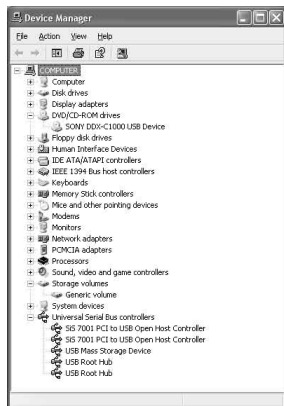 Device Manager
File Action View Help
COMPUTER
Computer
Disk drives
Display adapters
DVD/CD-ROM drives
SONY DDX-C1000 USB Device
Floppy disk drives
Human Interface Devices
IDE ATA/ATAPI controllers
IEEE 1394 Bus host controllers
Keyboards
Memory Stick controllers
Mice and other pointing devices
Modems
Monitors
Network adapters
PCMCIA adapters
Processors
Sound, video and game controllers
Storage volumes
Generic volume
System devices
Universal Serial Bus controllers
SiS 7001 PCI to USB Open Host Controller
SiS 7001 PCI to USB Open Host Controller
USB Mass Storage Device
USB Root Hub
USB Root Hub